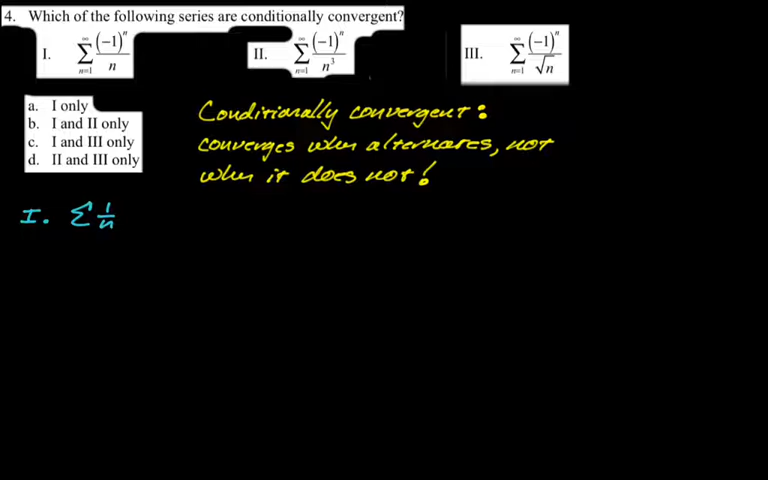 4. Which of the following series are conditionally convergent?
I. ∞ Σ n=1 (−1)ⁿ / n
II. ∞ Σ n=1 (−1)ⁿ / n³
III. ∞ Σ n=1 (−1)ⁿ / √n
a. I only
b. I and II only
c. I and III only
d. II and III only
Conditionally convergent:
converges when alternates, not
when it does not!
I. Σ 1/n